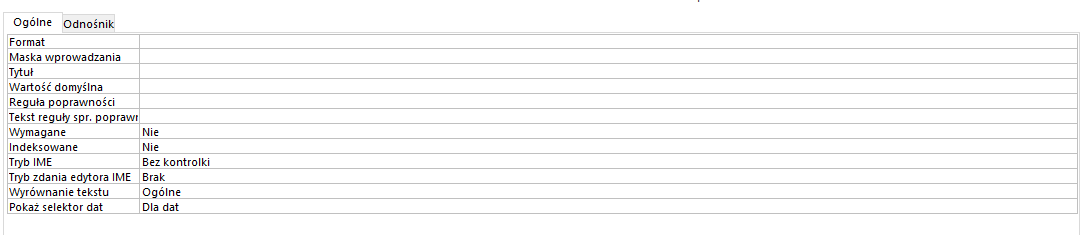 Ogólne Odnośnik
Format
Maska wprowadzania
Tytuł
Wartość domyślna
Reguła poprawności
Tekst reguły spr. poprawr
Wymagane Nie
Indeksowane Nie
Tryb IME Bez kontrolki
Tryb zdania edytora IME Brak
Wyrównanie tekstu Ogólne
Pokaż selektor dat Dla dat